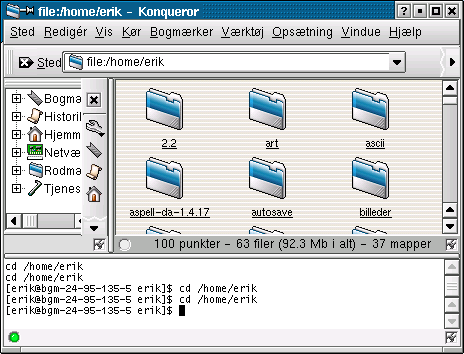 file:/home/erik - Konqueror
Sted Redigér Vis Kør Bogmærker Værktøj Opsætning Vindue Hjælp
Sted file:/home/erik
Bogma
Histori
Hjemm
Netvæ
Rodma
Tjenes
2.2 art ascii
aspell-da-1.4.17 autosave billeder
100 punkter - 63 filer (92.3 Mb i alt) - 37 mapper
cd /home/erik
cd /home/erik
[erik@bgm-24-95-135-5 erik]$ cd /home/erik
[erik@bgm-24-95-135-5 erik]$ cd /home/erik
[erik@bgm-24-95-135-5 erik]$